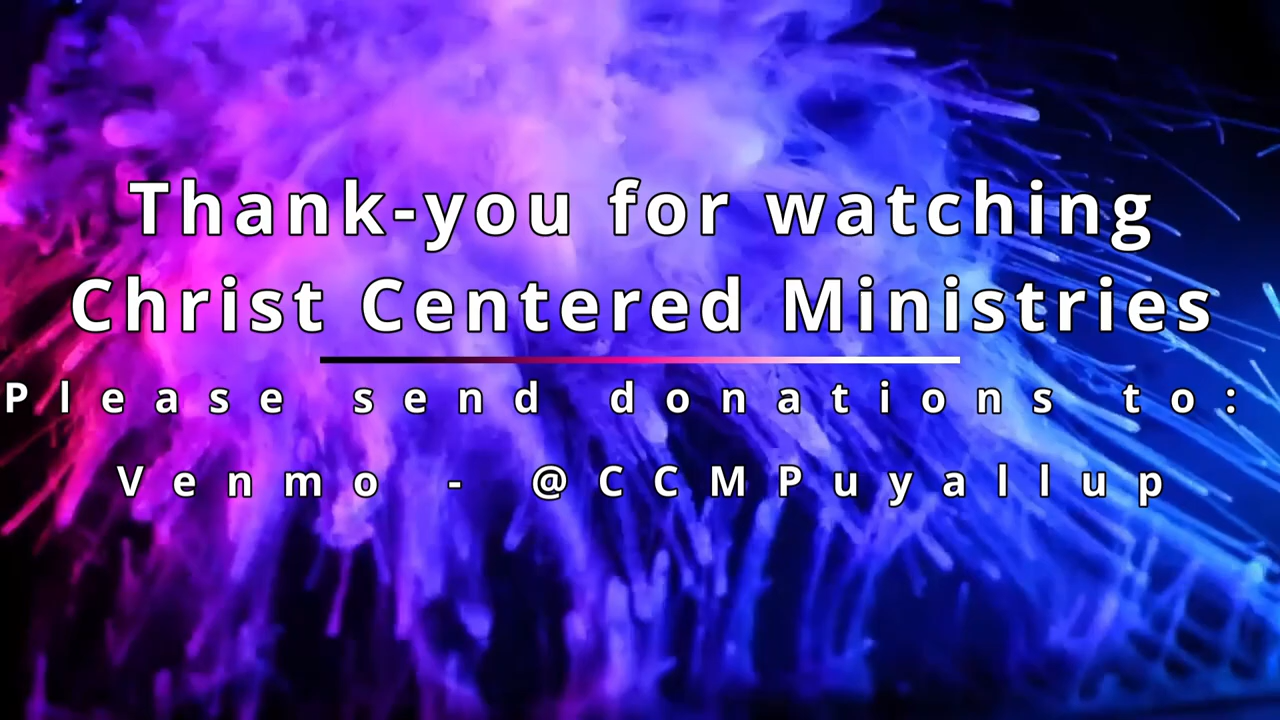 Thank-you for watching
Christ Centered Ministries
Please send donations to:
Venmo - @CCMPuyallup